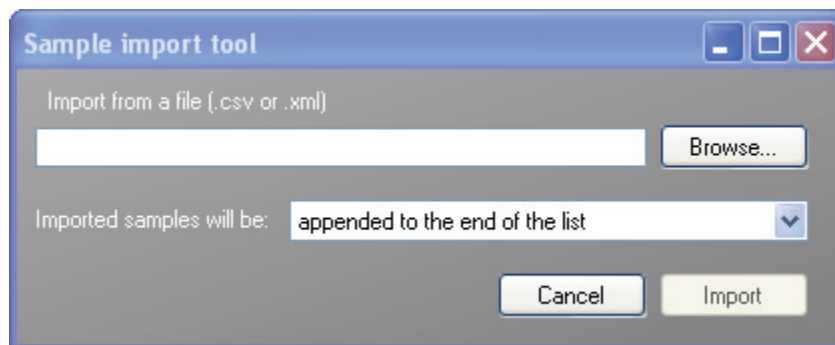 Sample import tool
Import from a file (.csv or .xml)
Browse...
Imported samples will be: appended to the end of the list
Cancel Import